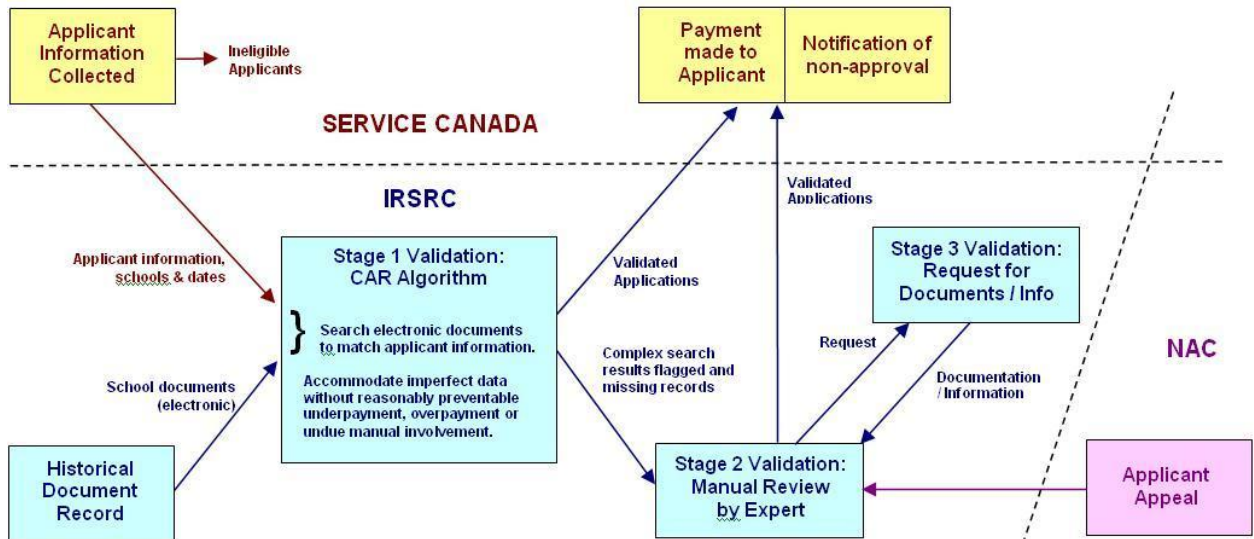 Applicant
Information
Collected
Ineligible
Applicants
Payment
made to
Applicant
Notification of
non-approval
SERVICE CANADA
IRSRC
Applicant information,
schools & dates
Stage 1 Validation:
CAR Algorithm
} Search electronic documents
to match applicant information.
Accommodate imperfect data
without reasonably preventable
underpayment, overpayment or
undue manual involvement.
School documents
(electronic)
Historical
Document
Record
Validated
Applications
Complex search
results flagged and
missing records
Validated
Applications
Stage 2 Validation:
Manual Review
by Expert
Request
Stage 3 Validation:
Request for
Documents / Info
Documentation
/ Information
NAC
Applicant
Appeal